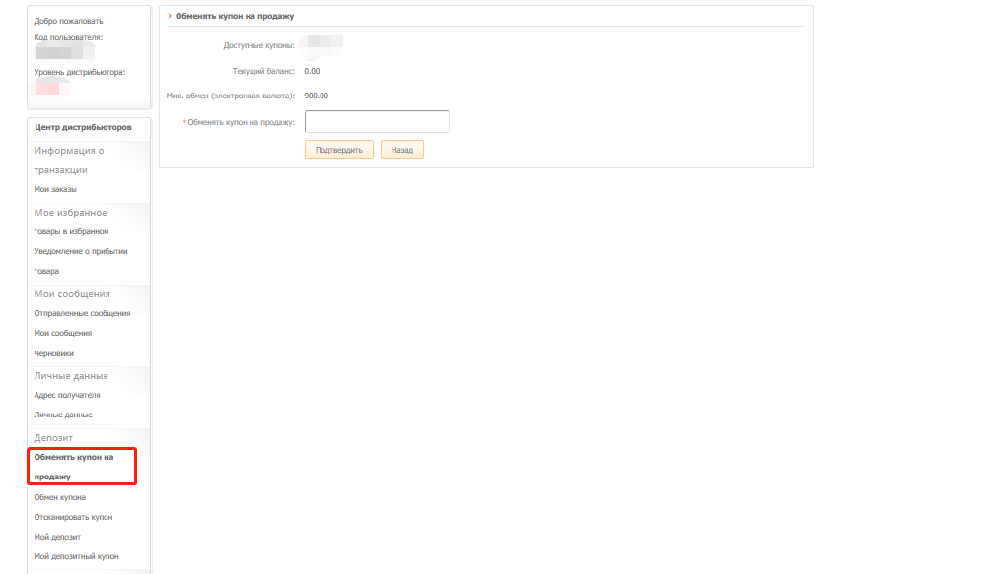 Добро пожаловать
Код пользователя:
Уровень дистрибьютора:
Центр дистрибьюторов
Информация о
транзакции
Мои заказы
Мое избранное
товары в избранном
Уведомление о прибытии
товара
Мои сообщения
Отправленные сообщения
Мои сообщения
Черновики
Личные данные
Адрес получателя
Личные данные
Депозит
Обменять купон на
продажу
Обмен купона
Отсканировать купон
Мой депозит
Мой депозитный купон
Обменять купон на продажу
Доступные купоны:
Текущий баланс: 0.00
Мин. обмен (электронная валюта): 900.00
* Обменять купон на продажу:
Подтвердить Назад